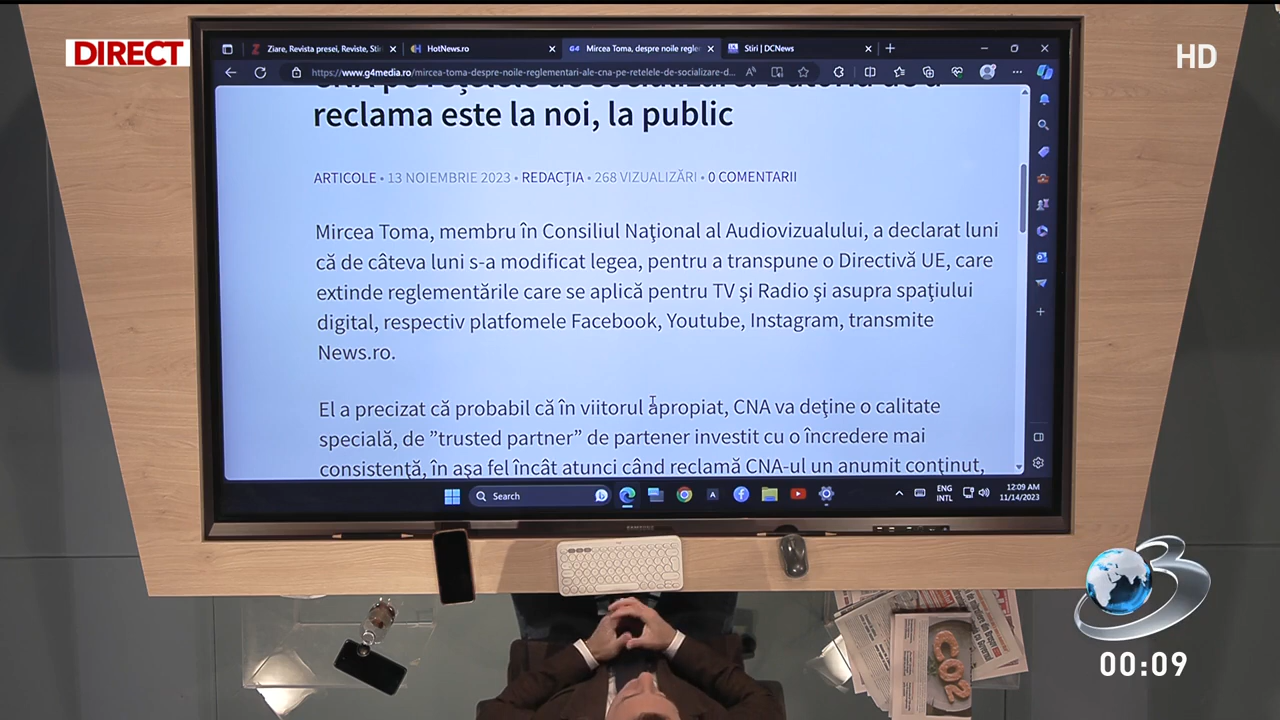 DIRECT
HD
Ziare, Revista presei, Reviste, Stir
HotNews.ro
G4
Mircea Toma, despre noile regler
Stiri | DCNews
https://www.g4media.ro/mircea-toma-despre-noile-reglementari-ale-cna-pe-retelele-de-socializare-d...
reclama este la noi, la public
ARTICOLE • 13 NOIEMBRIE 2023 • REDACȚIA • 268 VIZUALIZĂRI • 0 COMENTARII
Mircea Toma, membru în Consiliul Naţional al Audiovizualului, a declarat luni
că de câteva luni s-a modificat legea, pentru a transpune o Directivă UE, care
extinde reglementările care se aplică pentru TV şi Radio şi asupra spaţiului
digital, respectiv platfomele Facebook, Youtube, Instagram, transmite
News.ro.
El a precizat că probabil că în viitorul apropiat, CNA va deţine o calitate
specială, de ”trusted partner” de partener investit cu o încredere mai
consistenţă, în aşa fel încât atunci când reclamă CNA-ul un anumit conţinut,
Search
ENG
INTL
12:09 AM
11/14/2023
SAMSUNG
CO2
3
00:09